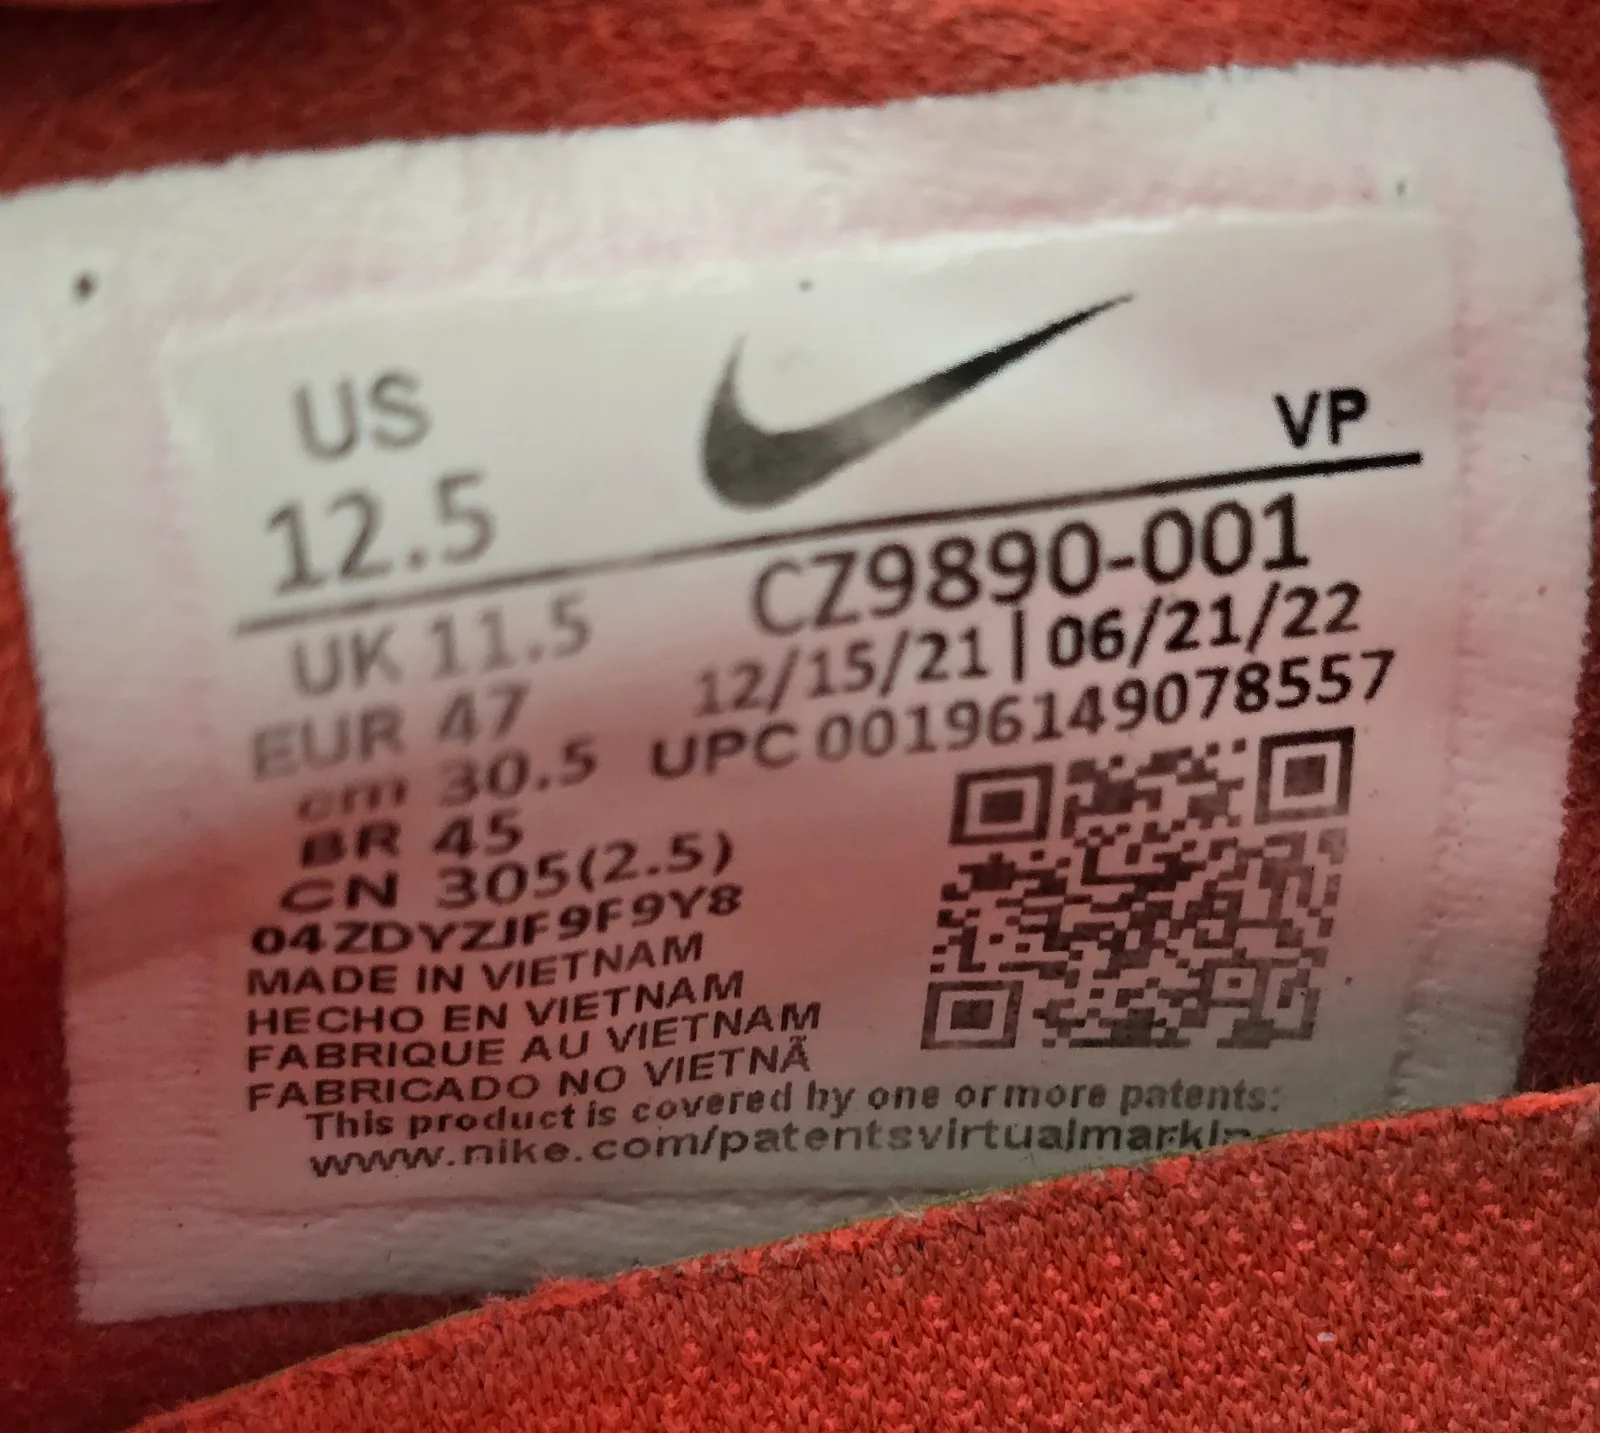 US
VP
12.5
CZ9890-001
UK 11.5
12/15/21 | 06/21/22
EUR 47
UPC 00196149078557
cm 30.5
BR 45
CN 305(2.5)
04ZDYZJF9F9Y8
MADE IN VIETNAM
HECHO EN VIETNAM
FABRIQUE AU VIETNAM
FABRICADO NO VIETNÃ
This product is covered by one or more patents:
www.nike.com/patentsvirtualmarkin